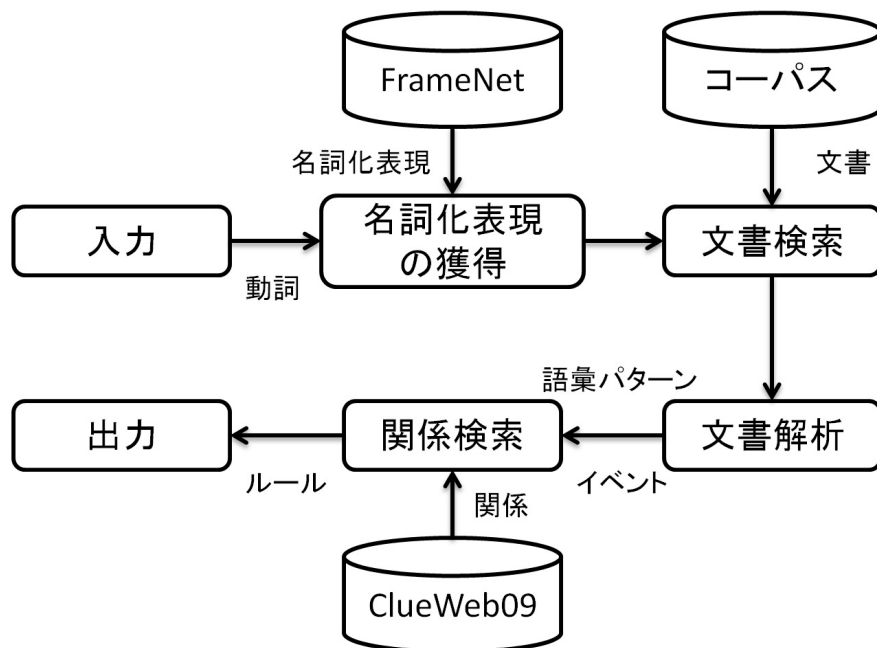 FrameNet
コーパス
名詞化表現
文書
入力
動詞
名詞化表現
の獲得
文書検索
語彙パターン
出力
ルール
関係検索
イベント
文書解析
関係
ClueWeb09